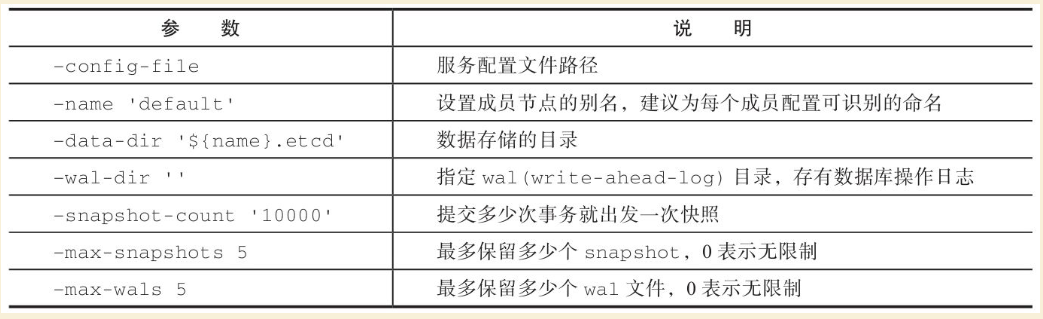 参 数 说 明
-config-file 服务配置文件路径
-name 'default' 设置成员节点的别名，建议为每个成员配置可识别的命名
-data-dir '${name}.etcd' 数据存储的目录
-wal-dir '' 指定 wal(write-ahead-log) 目录，存有数据库操作日志
-snapshot-count '10000' 提交多少次事务就出发一次快照
-max-snapshots 5 最多保留多少个 snapshot，0 表示无限制
-max-wals 5 最多保留多少个 wal 文件，0 表示无限制